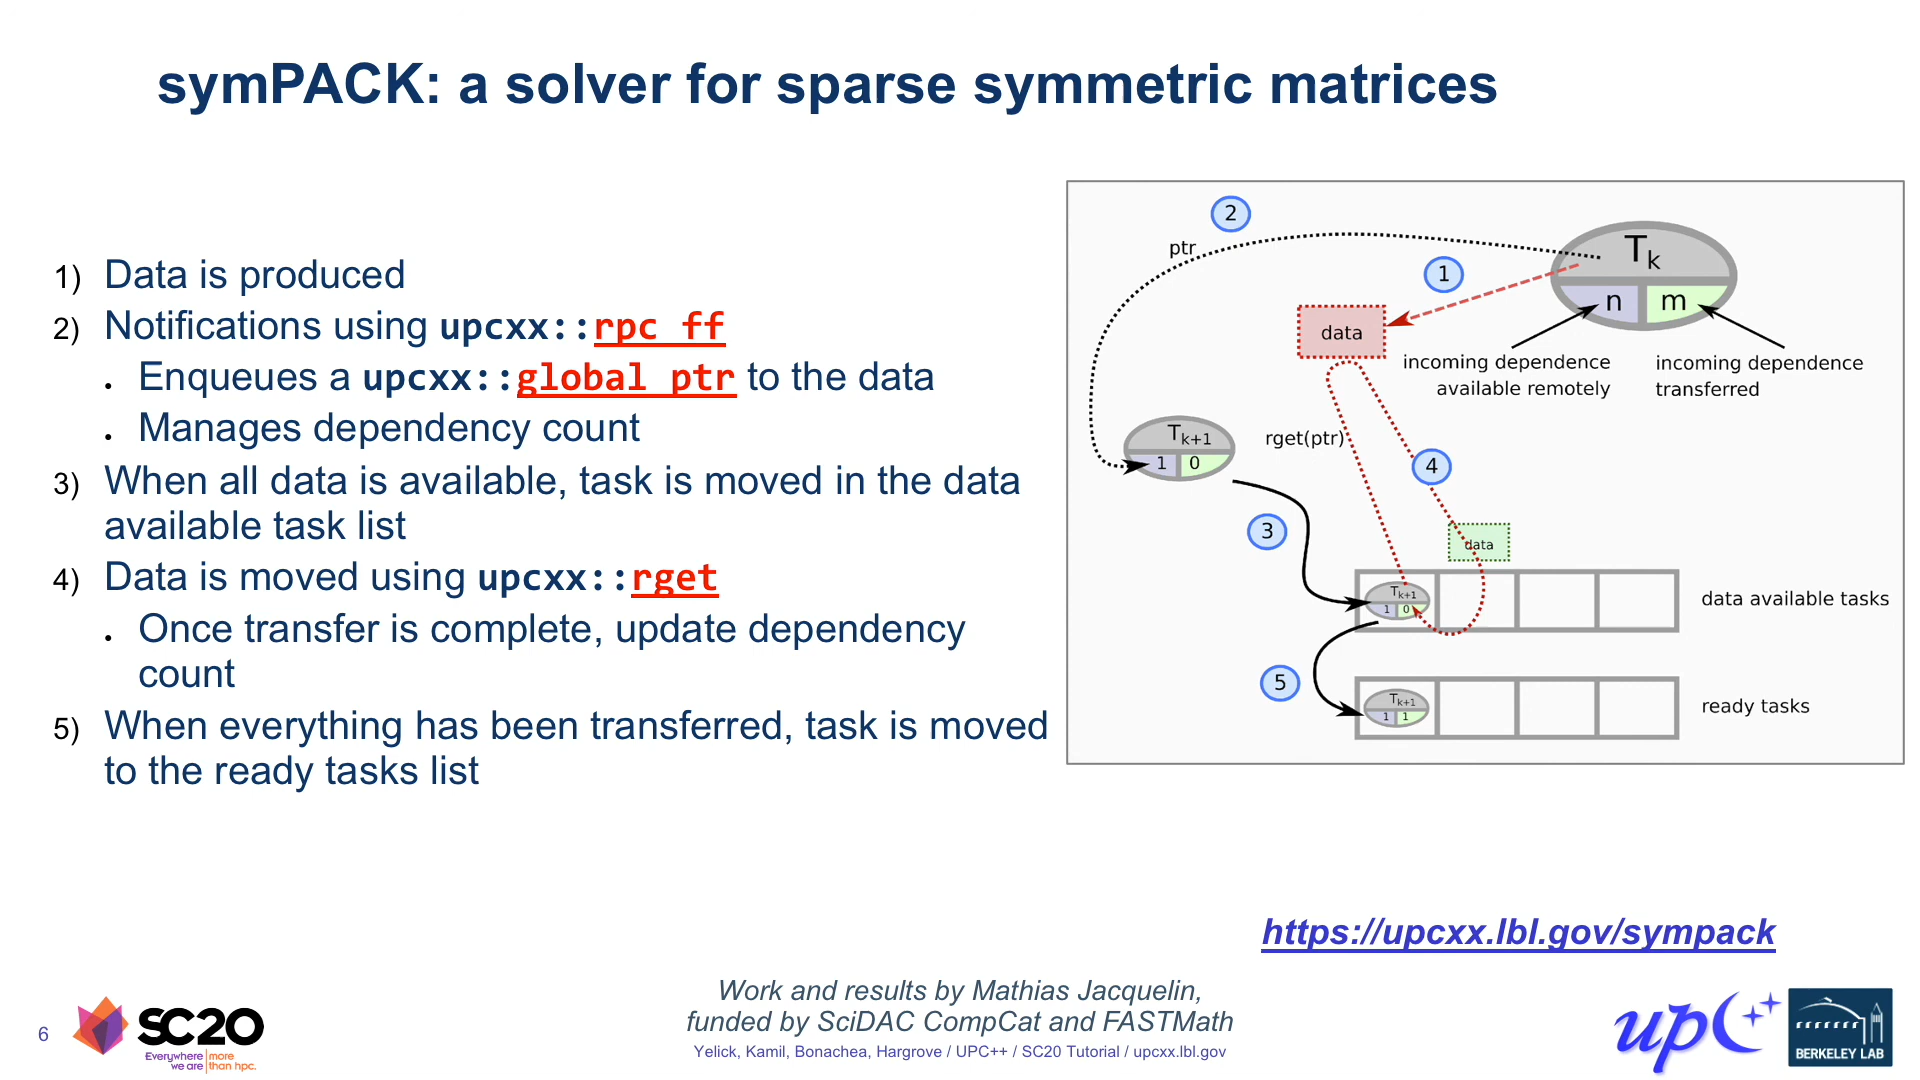 symPACK: a solver for sparse symmetric matrices
1) Data is produced
2) Notifications using upcxx::rpc_ff
• Enqueues a upcxx::global_ptr to the data
• Manages dependency count
3) When all data is available, task is moved in the data
available task list
4) Data is moved using upcxx::rget
• Once transfer is complete, update dependency
count
5) When everything has been transferred, task is moved
to the ready tasks list
2
ptr
1
Tk
n m
data
incoming dependence
available remotely
incoming dependence
transferred
Tk+1
1 0
rget(ptr)
4
3
data
Tk+1
1 0
data available tasks
5
Tk+1
1 1
ready tasks
https://upcxx.lbl.gov/sympack
Work and results by Mathias Jacquelin,
funded by SciDAC CompCat and FASTMath
Yelick, Kamil, Bonachea, Hargrove / UPC++ / SC20 Tutorial / upcxx.lbl.gov
6
SC20
Everywhere we are | more than hpc.
upc++
BERKELEY LAB